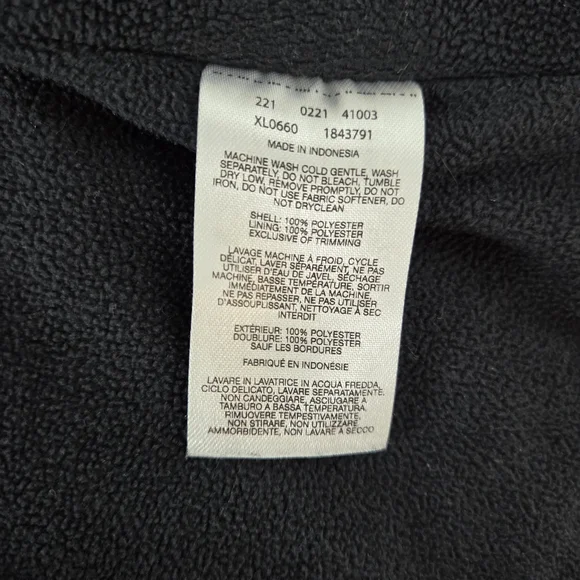 221 0221 41003
XL0660 1843791
MADE IN INDONESIA
MACHINE WASH COLD GENTLE, WASH
SEPARATELY, DO NOT BLEACH, TUMBLE
DRY LOW, REMOVE PROMPTLY, DO NOT
IRON, DO NOT USE FABRIC SOFTENER, DO
NOT DRYCLEAN
SHELL: 100% POLYESTER
LINING: 100% POLYESTER
EXCLUSIVE OF TRIMMING
LAVAGE MACHINE À FROID, CYCLE
DÉLICAT, LAVER SÉPARÉMENT, NE PAS
UTILISER D'EAU DE JAVEL, SÉCHAGE
MACHINE, BASSE TEMPÉRATURE, SORTIR
IMMÉDIATEMENT DE LA MACHINE,
NE PAS REPASSER, NE PAS UTILISER
D'ASSOUPLISSANT, NETTOYAGE À SEC
INTERDIT
EXTÉRIEUR: 100% POLYESTER
DOUBLURE: 100% POLYESTER
SAUF LES BORDURES
FABRIQUÉ EN INDONÉSIE
LAVARE IN LAVATRICE IN ACQUA FREDDA,
CICLO DELICATO, LAVARE SEPARATAMENTE,
NON CANDEGGIARE, ASCIUGARE A
TAMBURO A BASSA TEMPERATURA,
RIMUOVERE TEMPESTIVAMENTE,
NON STIRARE, NON UTILIZZARE
AMMORBIDENTE, NON LAVARE A SECCO